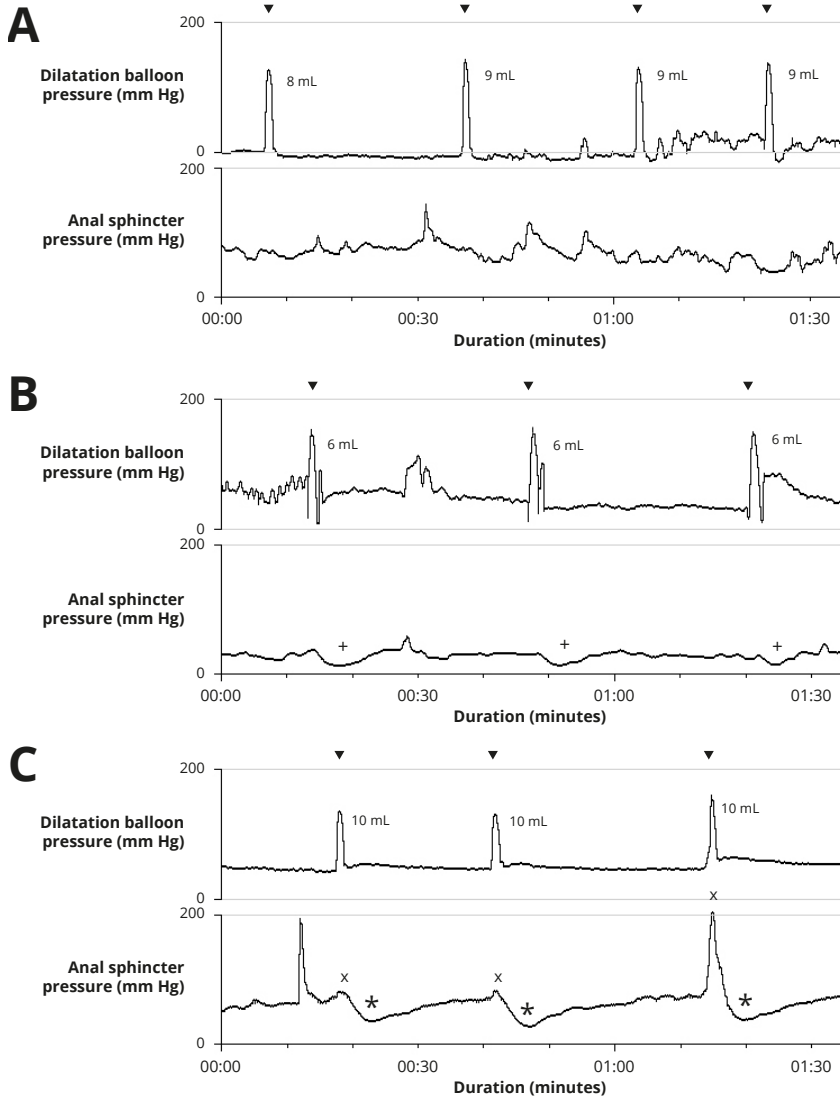 A
200
Dilatation balloon
pressure (mm Hg)
8 mL
9 mL
9 mL
9 mL
0
200
Anal sphincter
pressure (mm Hg)
0
00:00 00:30 01:00 01:30
Duration (minutes)
B
200
Dilatation balloon
pressure (mm Hg)
6 mL
6 mL
6 mL
0
200
Anal sphincter
pressure (mm Hg)
+ + +
0
00:00 00:30 01:00 01:30
Duration (minutes)
C
200
Dilatation balloon
pressure (mm Hg)
10 mL
10 mL
10 mL
0
x
200
Anal sphincter
pressure (mm Hg)
x x
* * *
0
00:00 00:30 01:00 01:30
Duration (minutes)